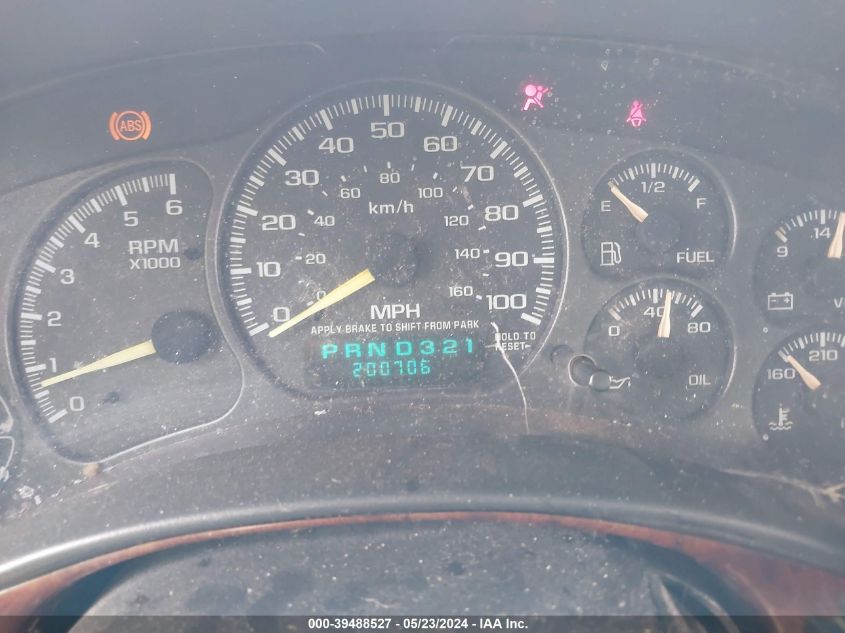 ABS
0 1 2 3 4 5 6
RPM
X1000
0 10 20 30 40 50 60 70 80 90 100
0 20 40 60 80 100 120 140 160
km/h
MPH
APPLY BRAKE TO SHIFT FROM PARK
HOLD TO
RESET-
PRND321
200706
E 1/2 F
FUEL
0 40 80
OIL
9 14
V
160 210
000-39488527 - 05/23/2024 - IAA Inc.